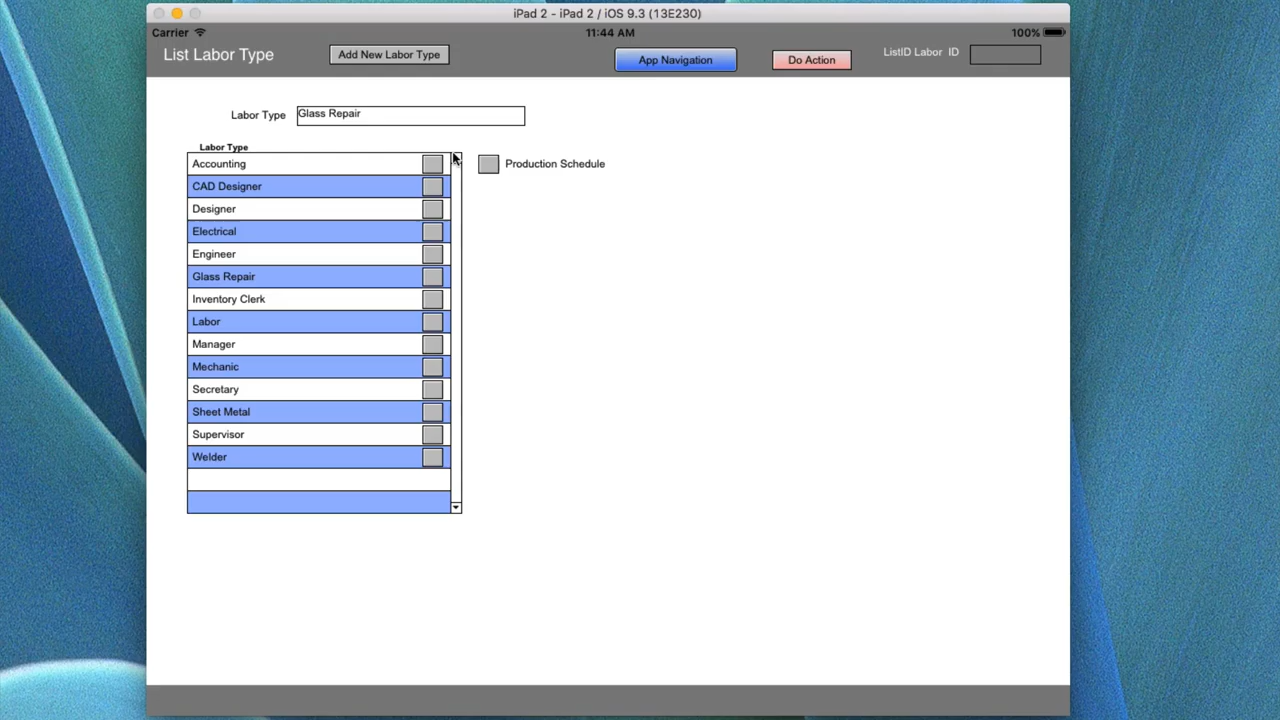 iPad 2 - iPad 2 / iOS 9.3 (13E230)
Carrier 11:44 AM 100%
List Labor Type Add New Labor Type App Navigation Do Action ListID Labor ID
Labor Type Glass Repair
Labor Type
Accounting
Production Schedule
CAD Designer
Designer
Electrical
Engineer
Glass Repair
Inventory Clerk
Labor
Manager
Mechanic
Secretary
Sheet Metal
Supervisor
Welder